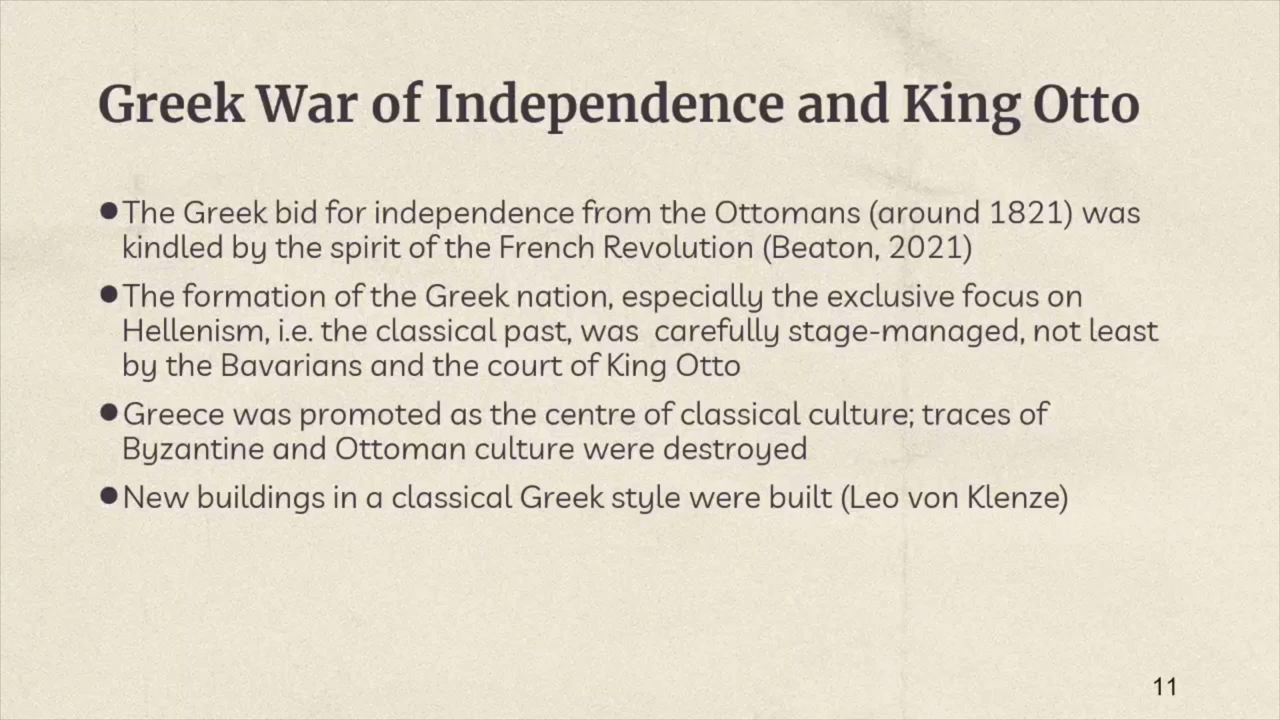 Greek War of Independence and King Otto
●The Greek bid for independence from the Ottomans (around 1821) was
kindled by the spirit of the French Revolution (Beaton, 2021)
●The formation of the Greek nation, especially the exclusive focus on
Hellenism, i.e. the classical past, was  carefully stage-managed, not least
by the Bavarians and the court of King Otto
●Greece was promoted as the centre of classical culture; traces of
Byzantine and Ottoman culture were destroyed
●New buildings in a classical Greek style were built (Leo von Klenze)
11